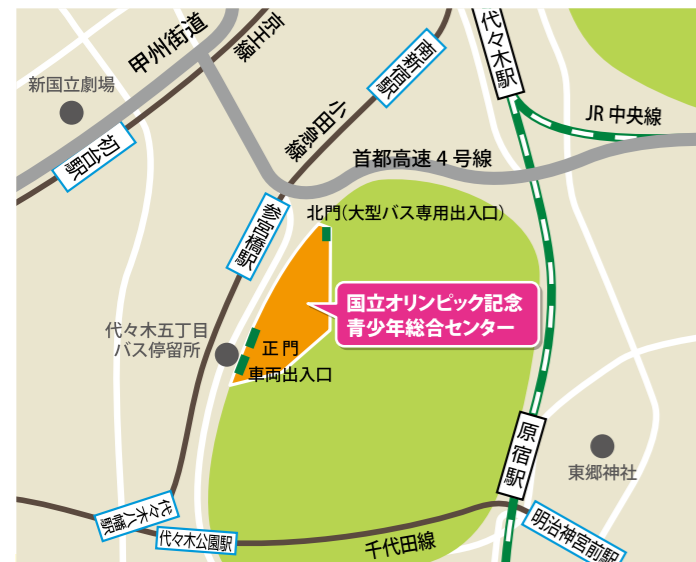 甲州街道
京王線
新国立劇場
初台駅
小田急線
南新宿駅
代々木駅
JR 中央線
首都高速 4 号線
参宮橋駅
北門(大型バス専用出入口)
国立オリンピック記念
青少年総合センター
代々木五丁目
バス停留所
正 門
車両出入口
原宿駅
東郷神社
代々木八幡駅
代々木公園駅
千代田線
明治神宮前駅